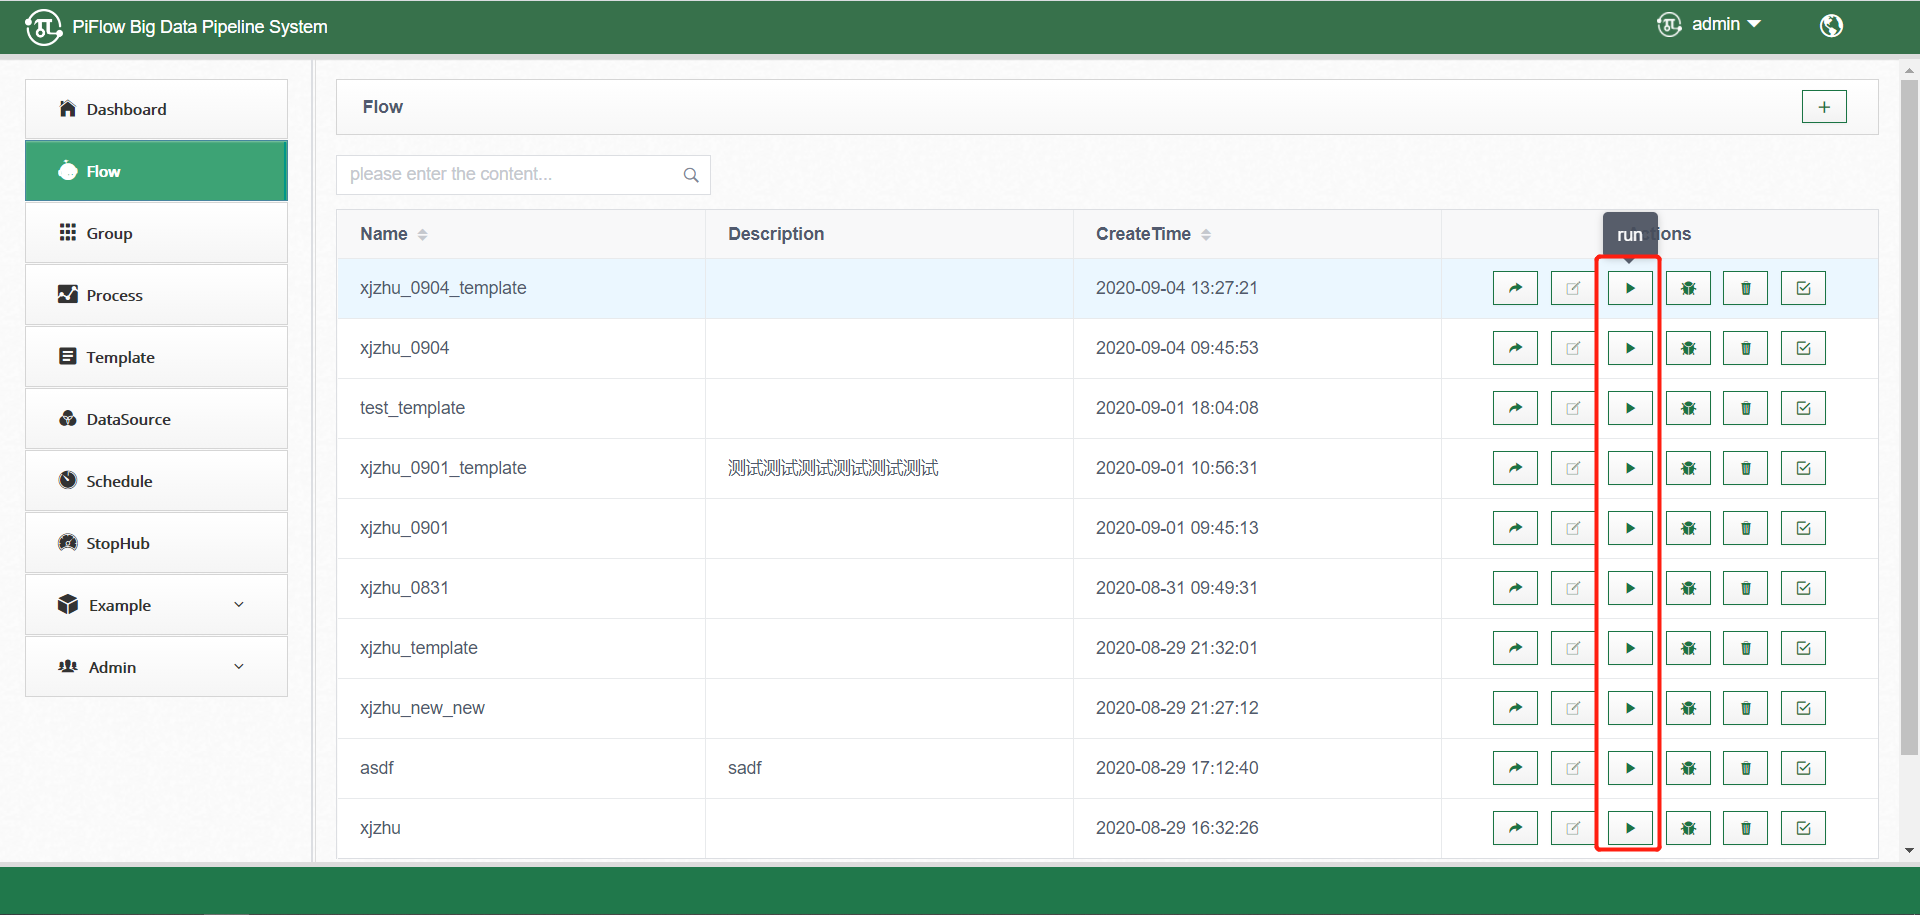 PiFlow Big Data Pipeline System
admin
Dashboard
Flow
Group
Process
Template
DataSource
Schedule
StopHub
Example
Admin
Flow
+
please enter the content...
Name Description CreateTime
run
xjzhu_0904_template 2020-09-04 13:27:21
xjzhu_0904 2020-09-04 09:45:53
test_template 2020-09-01 18:04:08
xjzhu_0901_template 测试测试测试测试测试测试 2020-09-01 10:56:31
xjzhu_0901 2020-09-01 09:45:13
xjzhu_0831 2020-08-31 09:49:31
xjzhu_template 2020-08-29 21:32:01
xjzhu_new_new 2020-08-29 21:27:12
asdf sadf 2020-08-29 17:12:40
xjzhu 2020-08-29 16:32:26